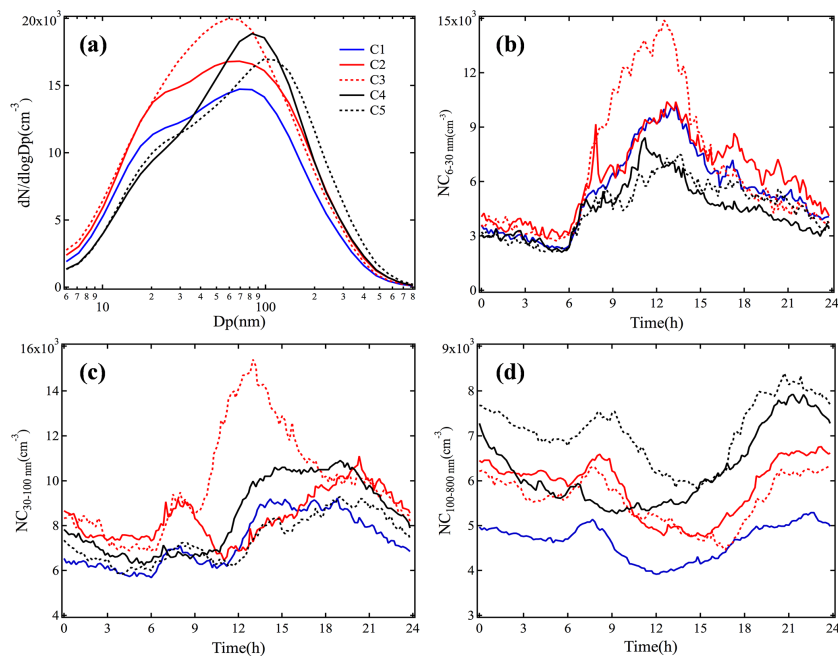 20x10³
15
10
5
0
dN/dlogDp(cm⁻³)
(a)
C1
C2
C3
C4
C5
6 7 8 9 2 3 4 5 6 7 8 9 2 3 4 5 6 7 8
10 100
Dp(nm)
15x10³
12
9
6
3
0
NC6-30 nm(cm⁻³)
(b)
0 3 6 9 12 15 18 21 24
Time(h)
16x10³
14
12
10
8
6
4
NC30-100 nm(cm⁻³)
(c)
0 3 6 9 12 15 18 21 24
Time(h)
9x10³
8
7
6
5
4
3
NC100-800 nm(cm⁻³)
(d)
0 3 6 9 12 15 18 21 24
Time(h)